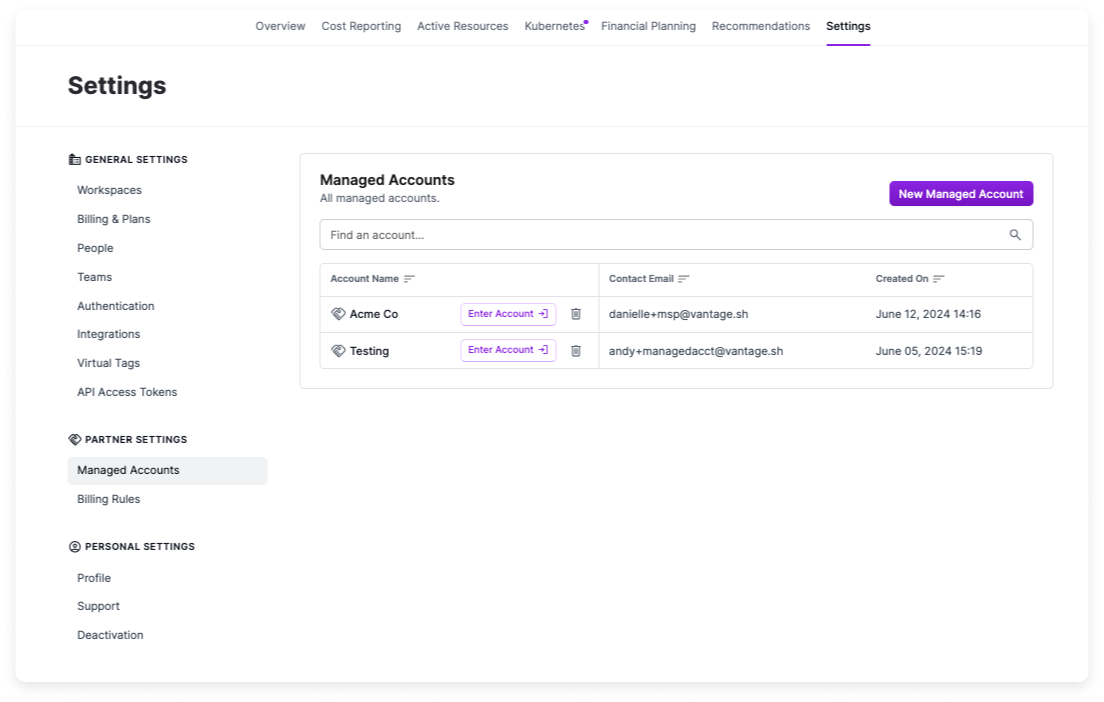 Overview Cost Reporting Active Resources Kubernetes Financial Planning Recommendations Settings
Settings
GENERAL SETTINGS
Workspaces
Billing & Plans
People
Teams
Authentication
Integrations
Virtual Tags
API Access Tokens
PARTNER SETTINGS
Managed Accounts
Billing Rules
PERSONAL SETTINGS
Profile
Support
Deactivation
Managed Accounts
All managed accounts.
New Managed Account
Find an account...
Account Name Contact Email Created On
Acme Co Enter Account danielle+msp@vantage.sh June 12, 2024 14:16
Testing Enter Account andy+managedacct@vantage.sh June 05, 2024 15:19